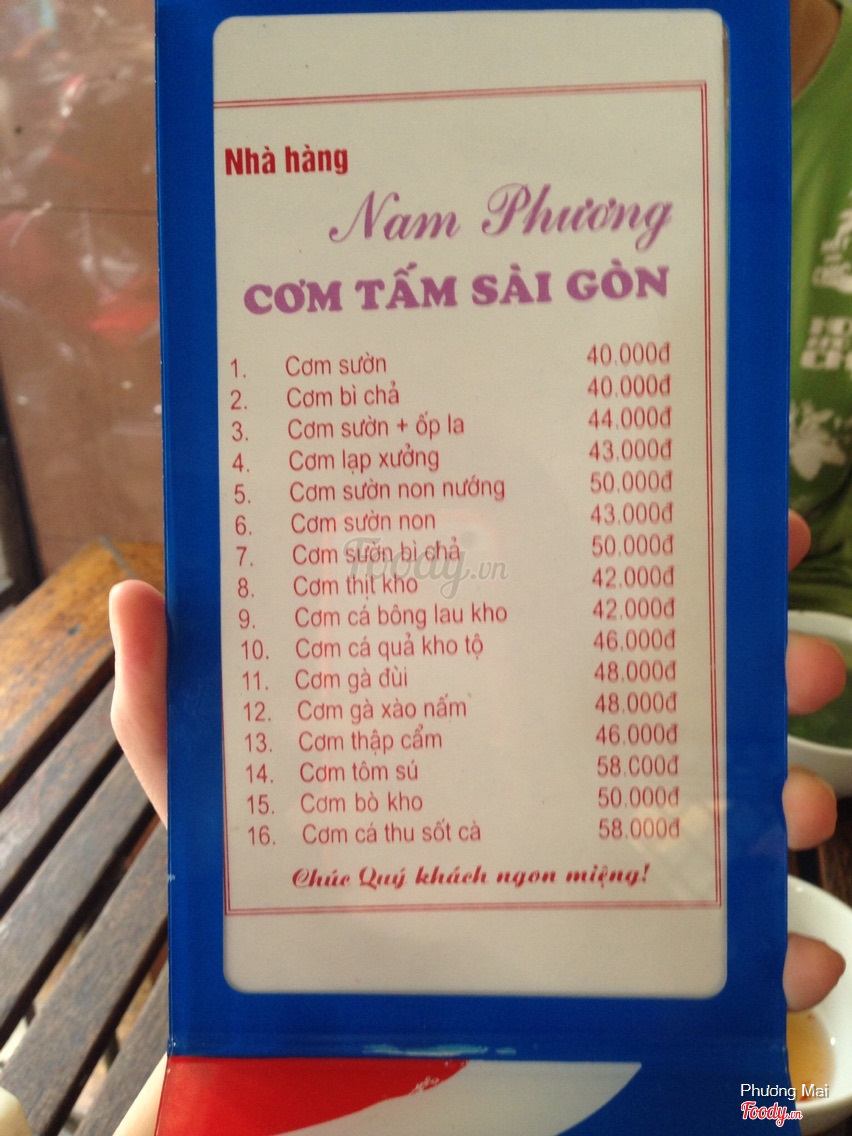 Nhà hàng
Nam Phương
CƠM TẤM SÀI GÒN
1. Cơm sườn 40.000đ
2. Cơm bì chả 40.000đ
3. Cơm sườn + ốp la 44.000đ
4. Cơm lạp xưởng 43.000đ
5. Cơm sườn non nướng 50.000đ
6. Cơm sườn non 43.000đ
7. Cơm sườn bì chả 50.000đ
8. Cơm thịt kho 42.000đ
9. Cơm cá bông lau kho 42.000đ
10. Cơm cá quả kho tộ 46.000đ
11. Cơm gà đùi 48.000đ
12. Cơm gà xào nấm 48.000đ
13. Cơm thập cẩm 46.000đ
14. Cơm tôm sú 58.000đ
15. Cơm bò kho 50.000đ
16. Cơm cá thu sốt cà 58.000đ
Chúc Quý khách ngon miệng!
Foody.vn
Phương Mai
Foody.vn